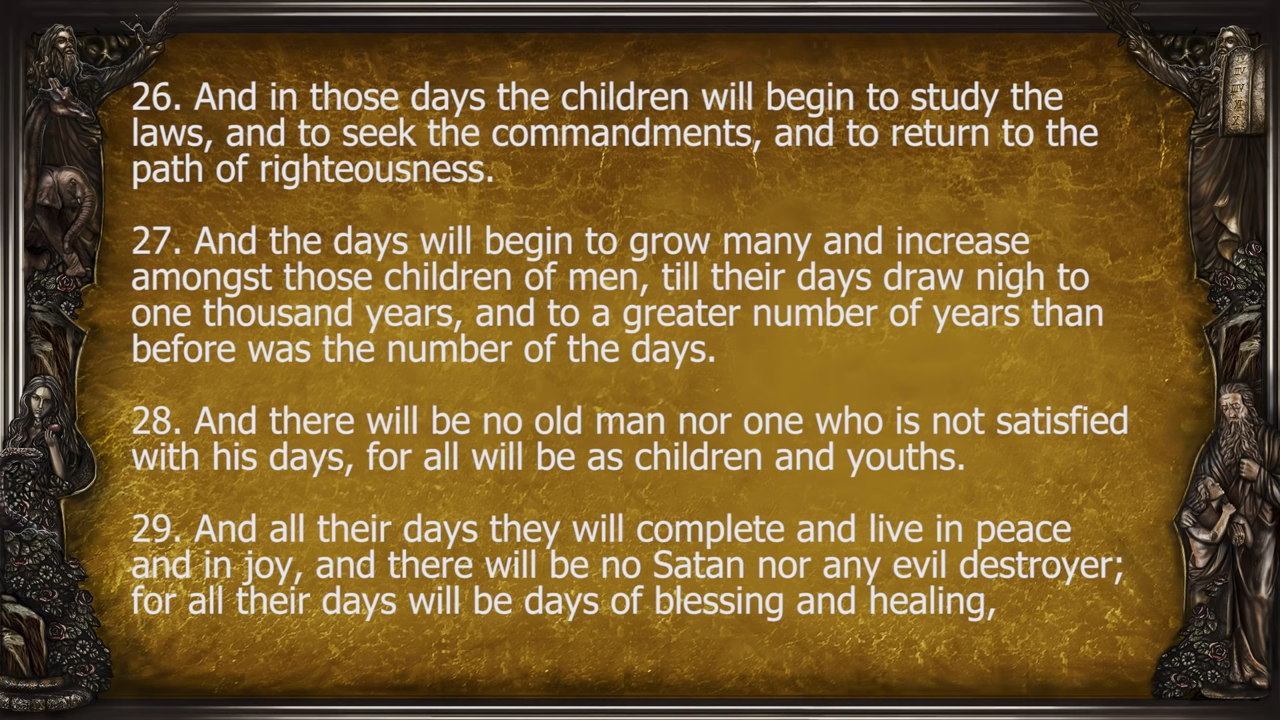 26. And in those days the children will begin to study the
laws, and to seek the commandments, and to return to the
path of righteousness.
27. And the days will begin to grow many and increase
amongst those children of men, till their days draw nigh to
one thousand years, and to a greater number of years than
before was the number of the days.
28. And there will be no old man nor one who is not satisfied
with his days, for all will be as children and youths.
29. And all their days they will complete and live in peace
and in joy, and there will be no Satan nor any evil destroyer;
for all their days will be days of blessing and healing,